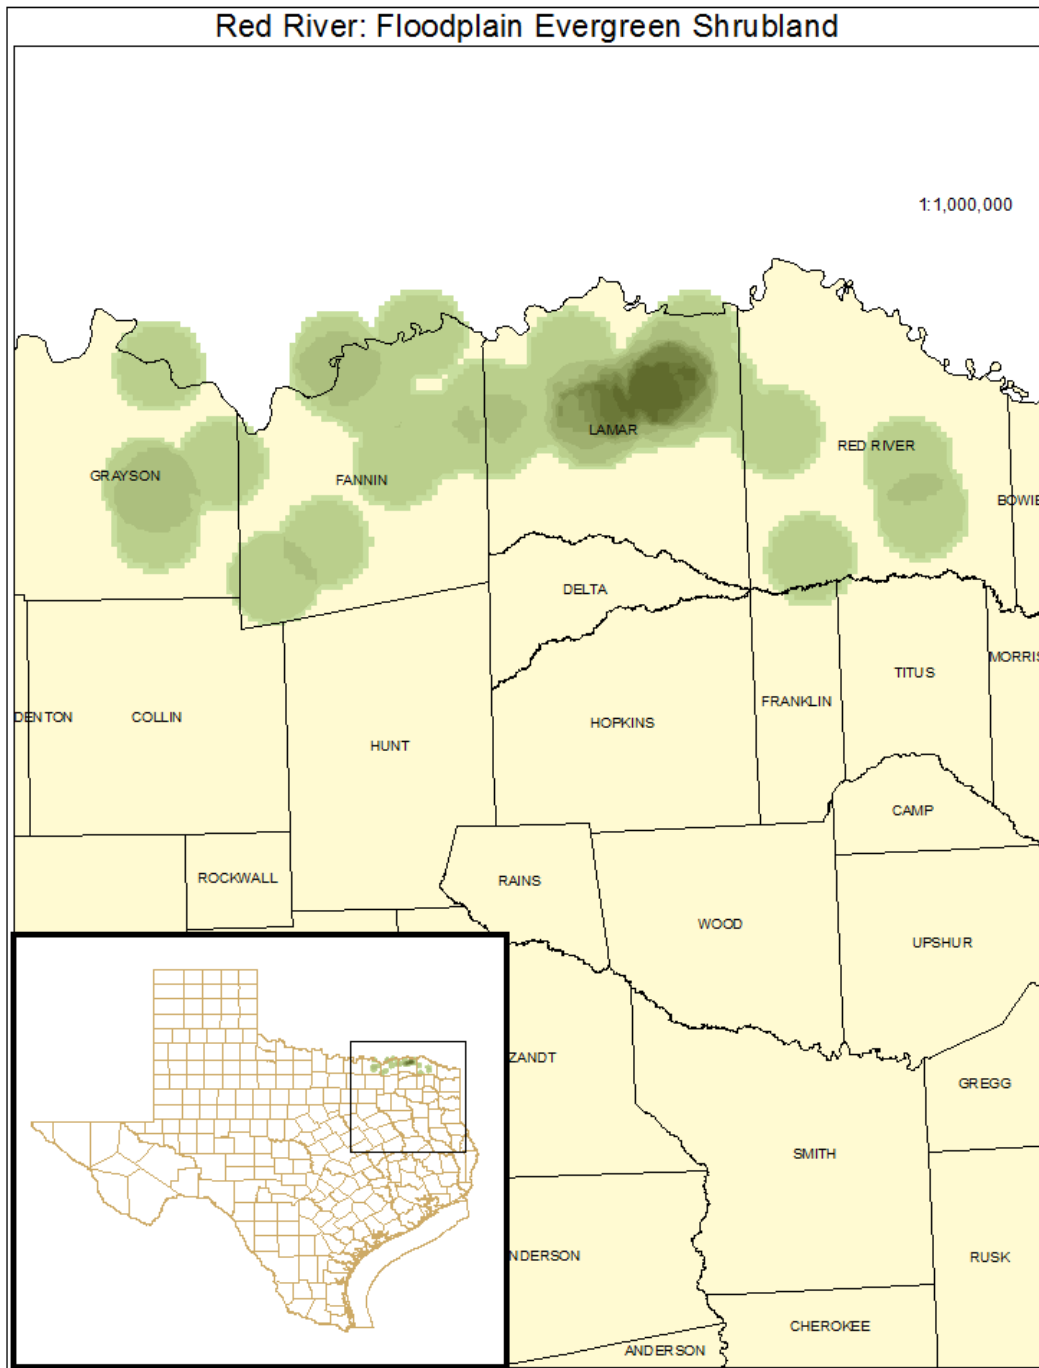 Red River: Floodplain Evergreen Shrubland
1:1,000,000
LAMAR
RED RIVER
GRAYSON
FANNIN
BOWIE
DELTA
MORRIS
TITUS
FRANKLIN
DENTON
COLLIN
HOPKINS
HUNT
CAMP
ROCKWALL
RAINS
WOOD
UPSHUR
ZANDT
GREGG
SMITH
NDERSON
RUSK
CHEROKEE
ANDERSON